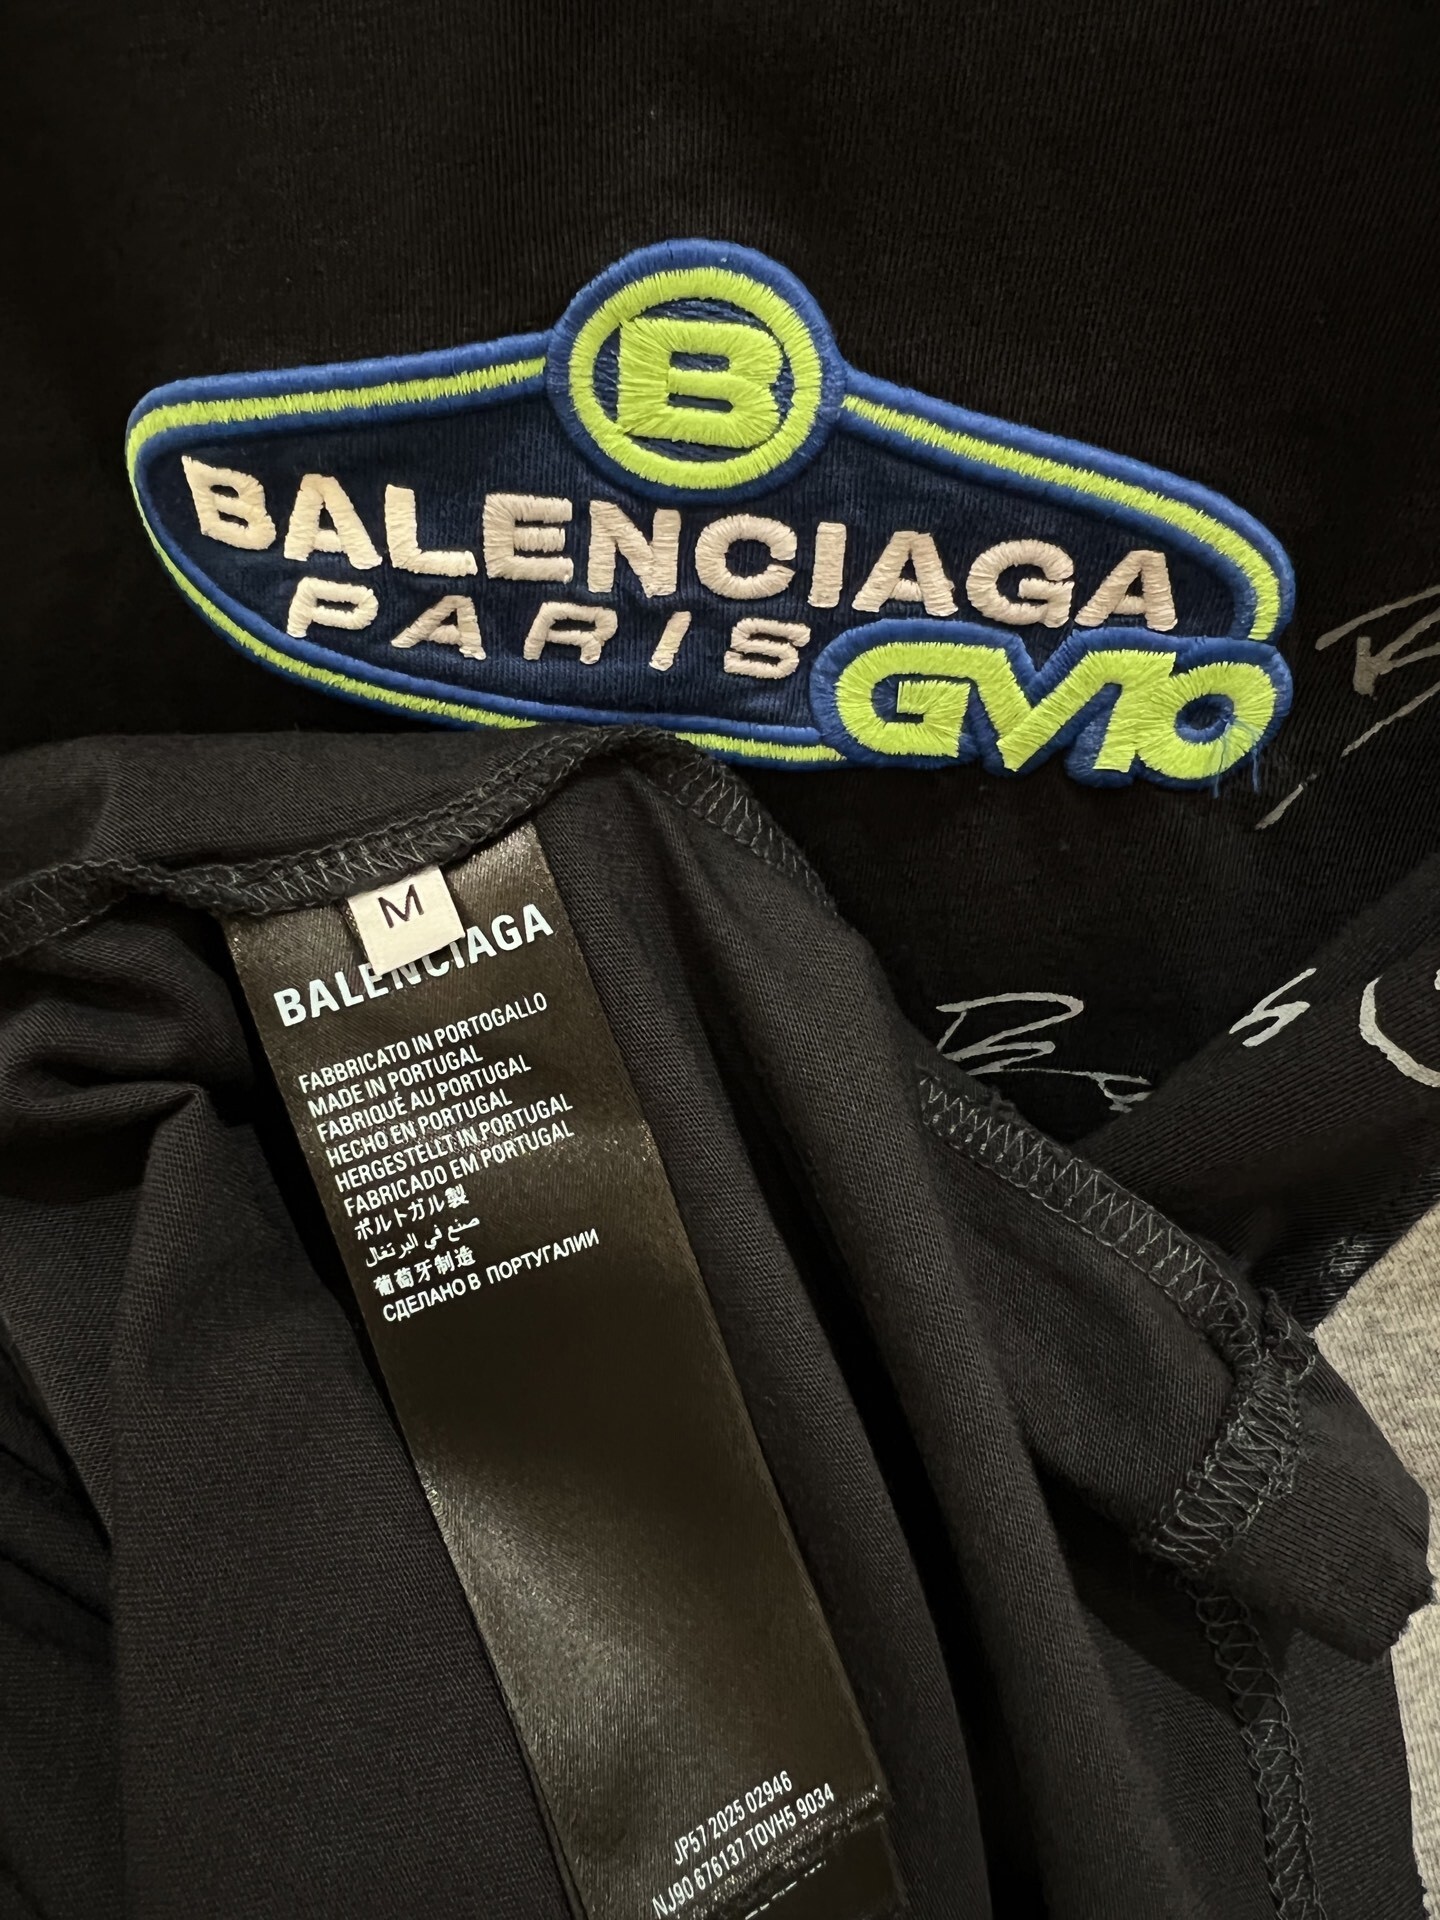 B
BALENCIAGA
PARIS
GV10
M
BALENCIAGA
FABBRICATO IN PORTOGALLO
MADE IN PORTUGAL
FABRIQUÉ AU PORTUGAL
HECHO EN PORTUGAL
HERGESTELLT IN PORTUGAL
FABRICADO EM PORTUGAL
ポルトガル製
صنع في البرتغال
葡萄牙制造
СДЕЛАНО В ПОРТУГАЛИИ
JP57 2025 02946
NJ90 676137 TOVH5 9034